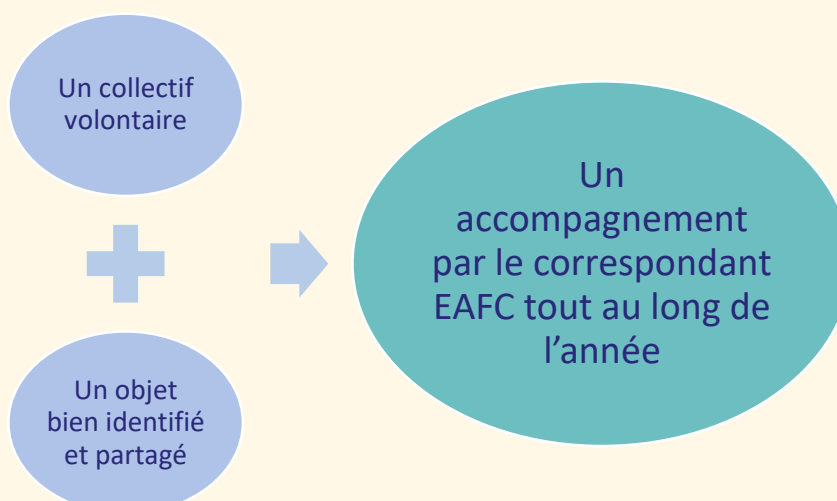 Un collectif
volontaire
Un objet
bien identifié
et partagé
Un
accompagnement
par le correspondant
EAFC tout au long de
l’année